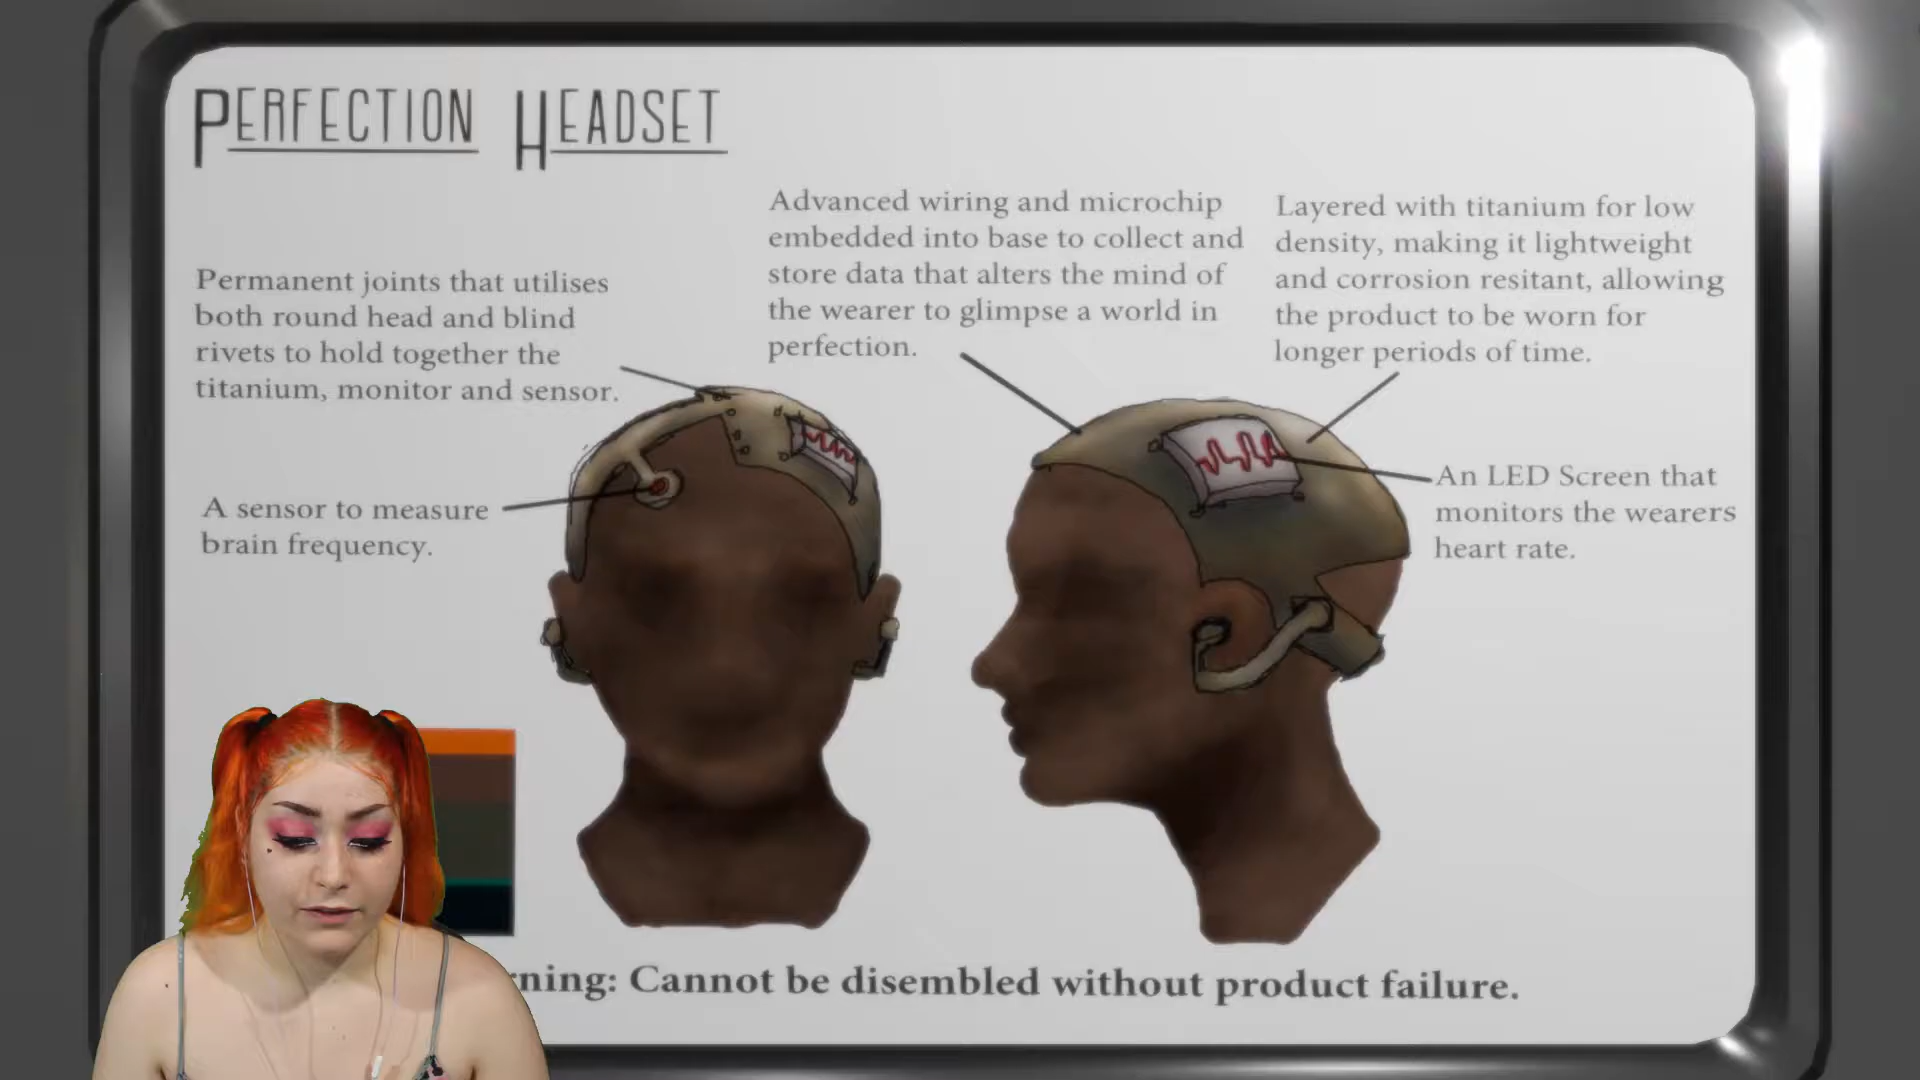 PERFECTION HEADSET
Permanent joints that utilises
both round head and blind
rivets to hold together the
titanium, monitor and sensor.
Advanced wiring and microchip
embedded into base to collect and
store data that alters the mind of
the wearer to glimpse a world in
perfection.
Layered with titanium for low
density, making it lightweight
and corrosion resitant, allowing
the product to be worn for
longer periods of time.
A sensor to measure
brain frequency.
An LED Screen that
monitors the wearers
heart rate.
rning: Cannot be disembled without product failure.